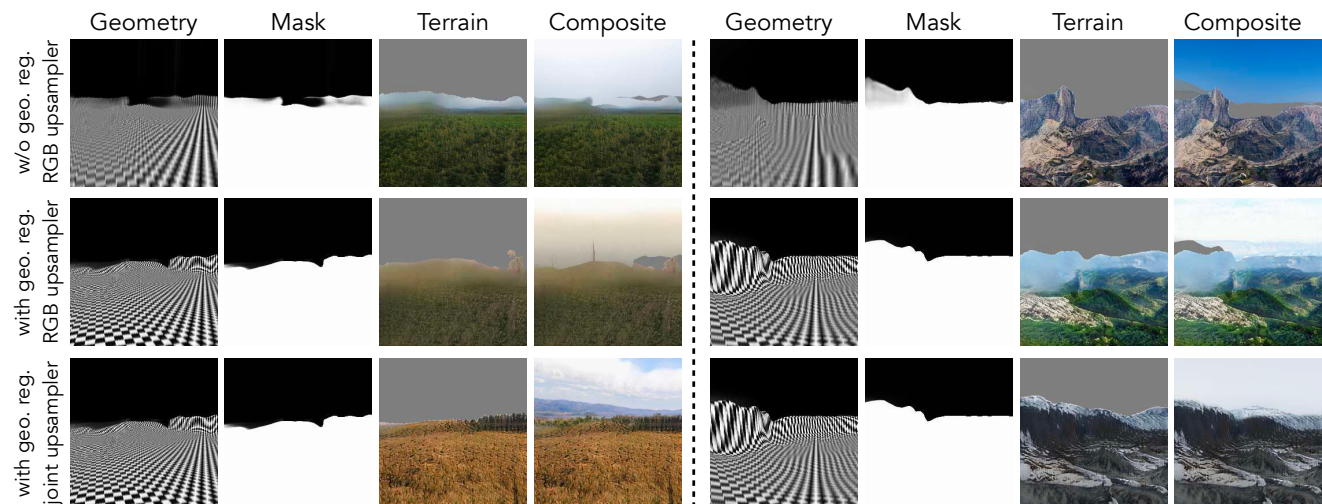 Geometry Mask Terrain Composite Geometry Mask Terrain Composite
w/o geo. reg.
RGB upsampler
with geo. reg.
RGB upsampler
with geo. reg.
joint upsampler